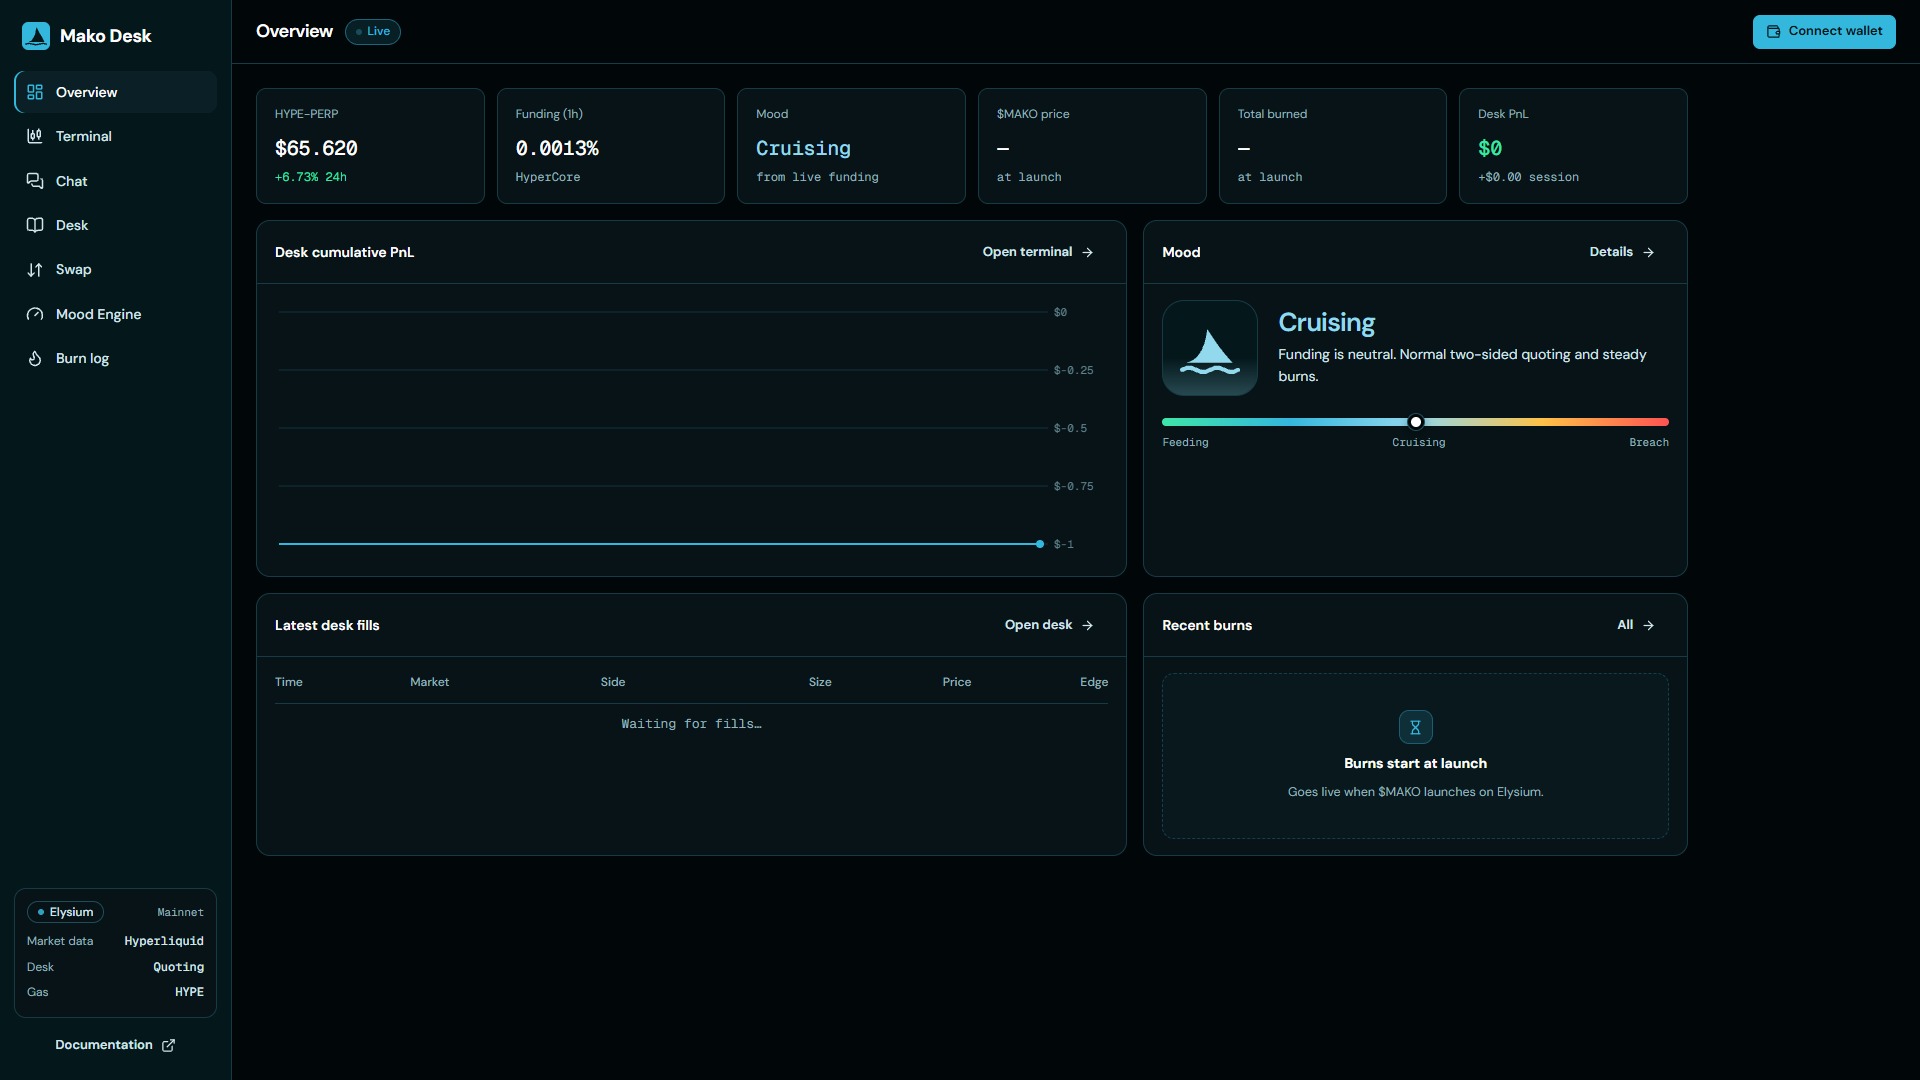 Mako Desk
Overview
Terminal
Chat
Desk
Swap
Mood Engine
Burn log
Elysium
Mainnet
Market data
Hyperliquid
Desk
Quoting
Gas
HYPE
Documentation
Overview
Live
Connect wallet
HYPE-PERP
$65.620
+6.73% 24h
Funding (1h)
0.0013%
HyperCore
Mood
Cruising
from live funding
$MAKO price
—
at launch
Total burned
—
at launch
Desk PnL
$0
+$0.00 session
Desk cumulative PnL
Open terminal
$0
$-0.25
$-0.5
$-0.75
$-1
Mood
Details
Cruising
Funding is neutral. Normal two-sided quoting and steady
burns.
Feeding
Cruising
Breach
Latest desk fills
Open desk
Time
Market
Side
Size
Price
Edge
Waiting for fills…
Recent burns
All
Burns start at launch
Goes live when $MAKO launches on Elysium.